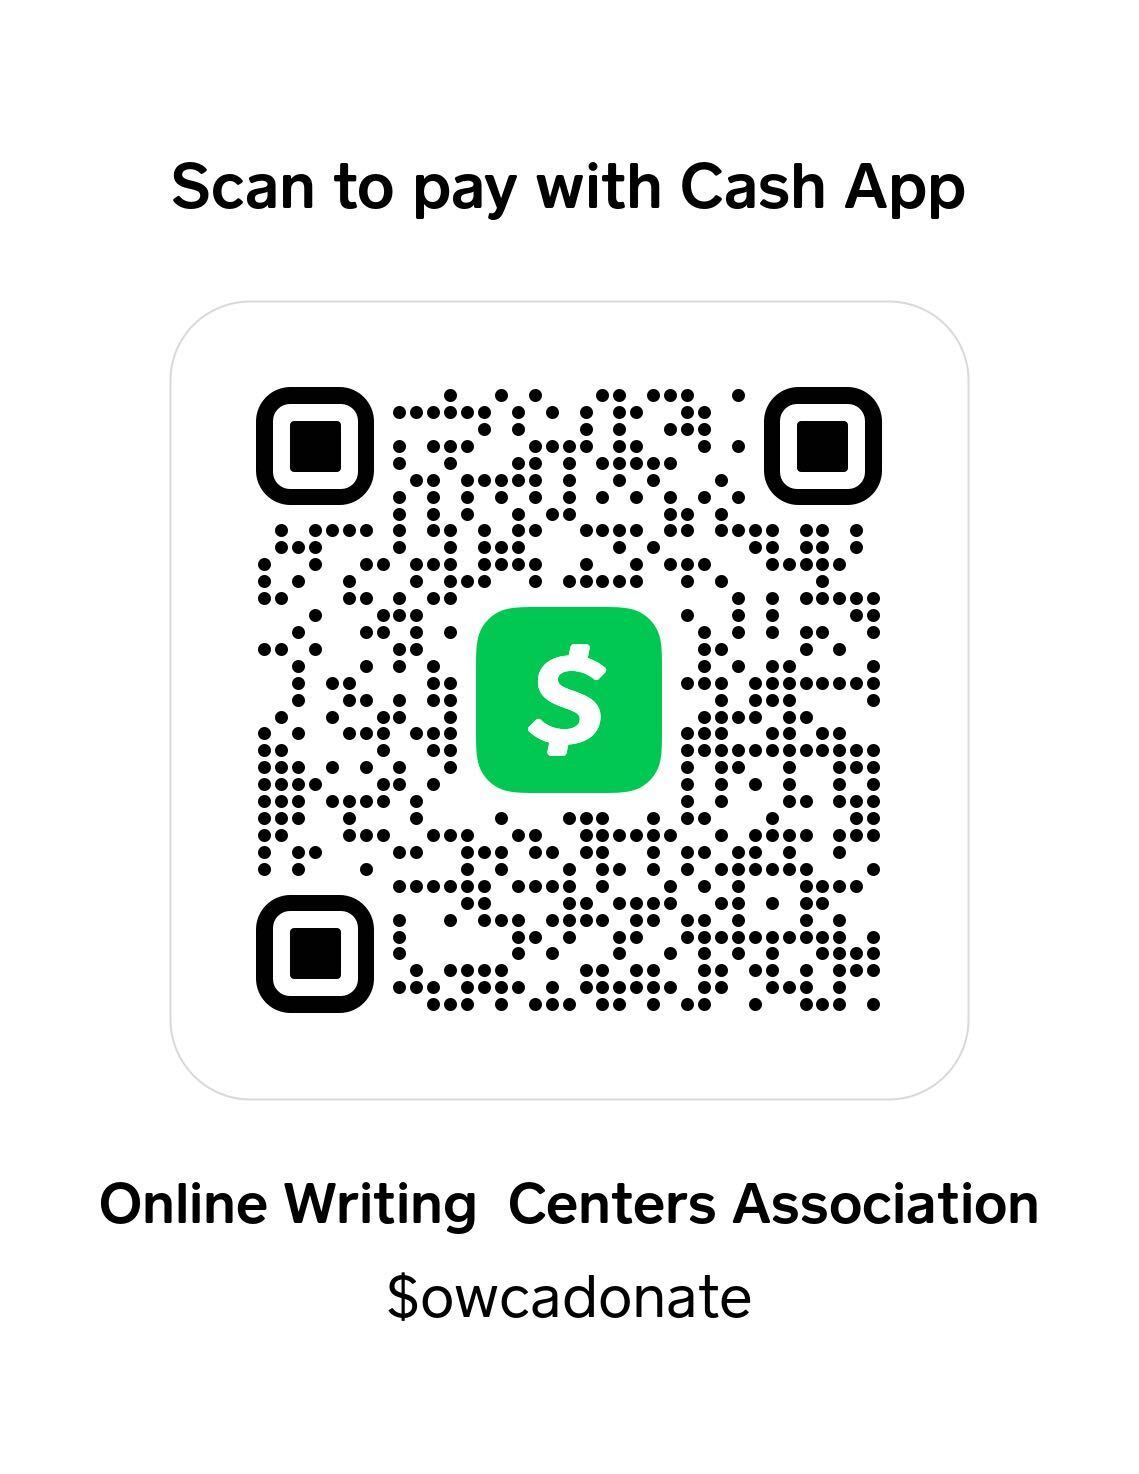 Scan to pay with Cash App
$
Online Writing  Centers Association
$owcadonate